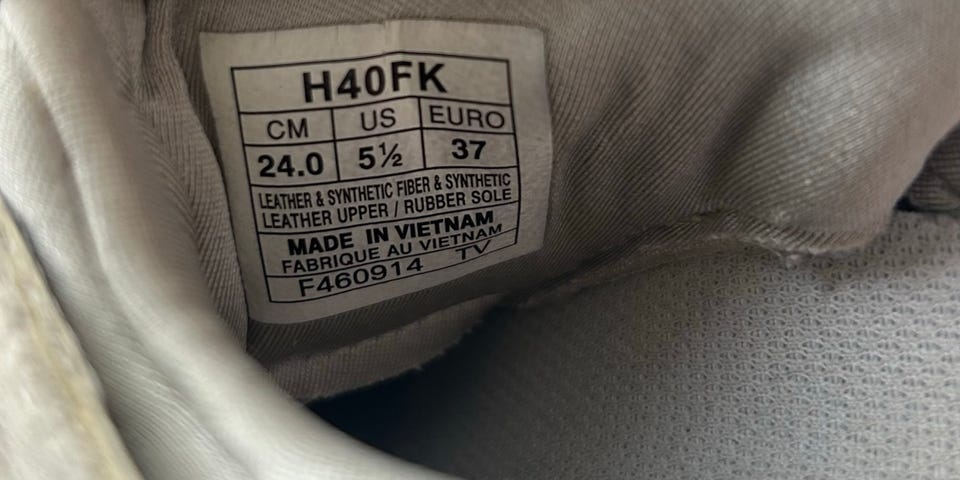 H40FK
CM US EURO
24.0 5½ 37
LEATHER & SYNTHETIC FIBER & SYNTHETIC
LEATHER UPPER / RUBBER SOLE
MADE IN VIETNAM
FABRIQUE AU VIETNAM
F460914 TV